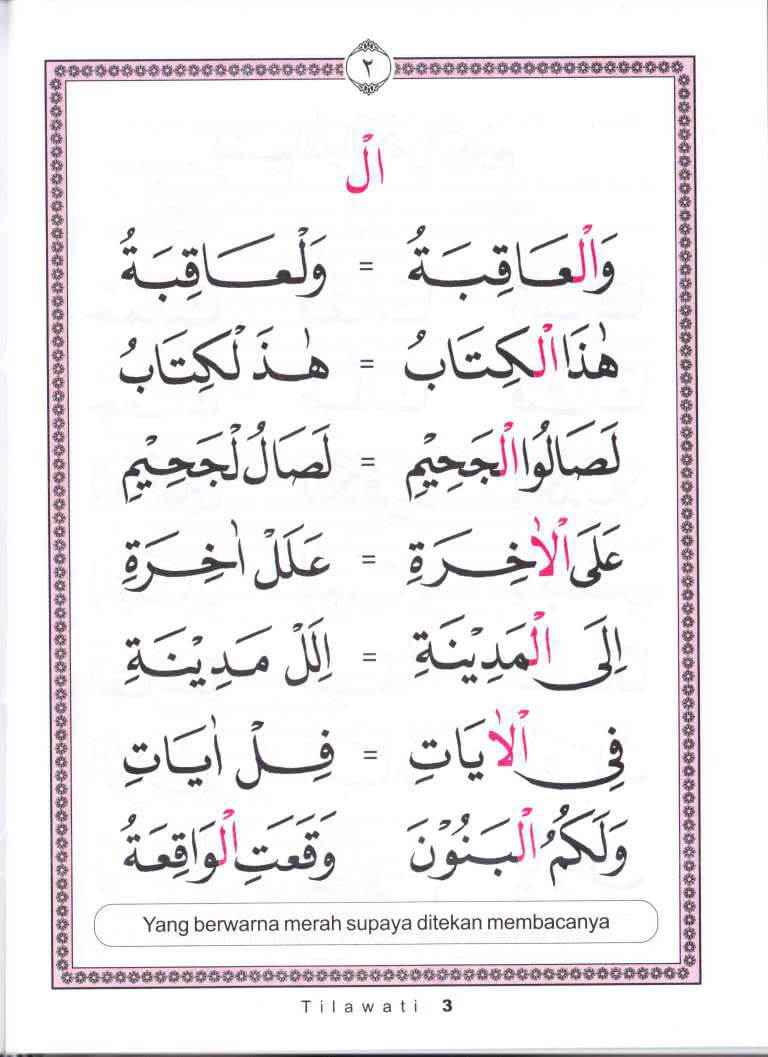 ٢
الْ
وَالْعَاقِبَةُ = وَلْعَاقِبَةُ
هٰذَا الْكِتَابُ = هٰذَ لْكِتَابُ
لَصَالُوا الْجَحِيْمِ = لَصَالُ لْجَحِيْمِ
عَلَى الْاٰخِرَةِ = عَلَلْ اٰخِرَةِ
اِلَى الْمَدِيْنَةِ = اِلَلْ مَدِيْنَةِ
فِى الْاٰيَاتِ = فِلْ اٰيَاتِ
وَلَكُمُ الْبَنُوْنَ وَقَعَتِ الْوَاقِعَةُ
Yang berwarna merah supaya ditekan membacanya
Tilawati 3